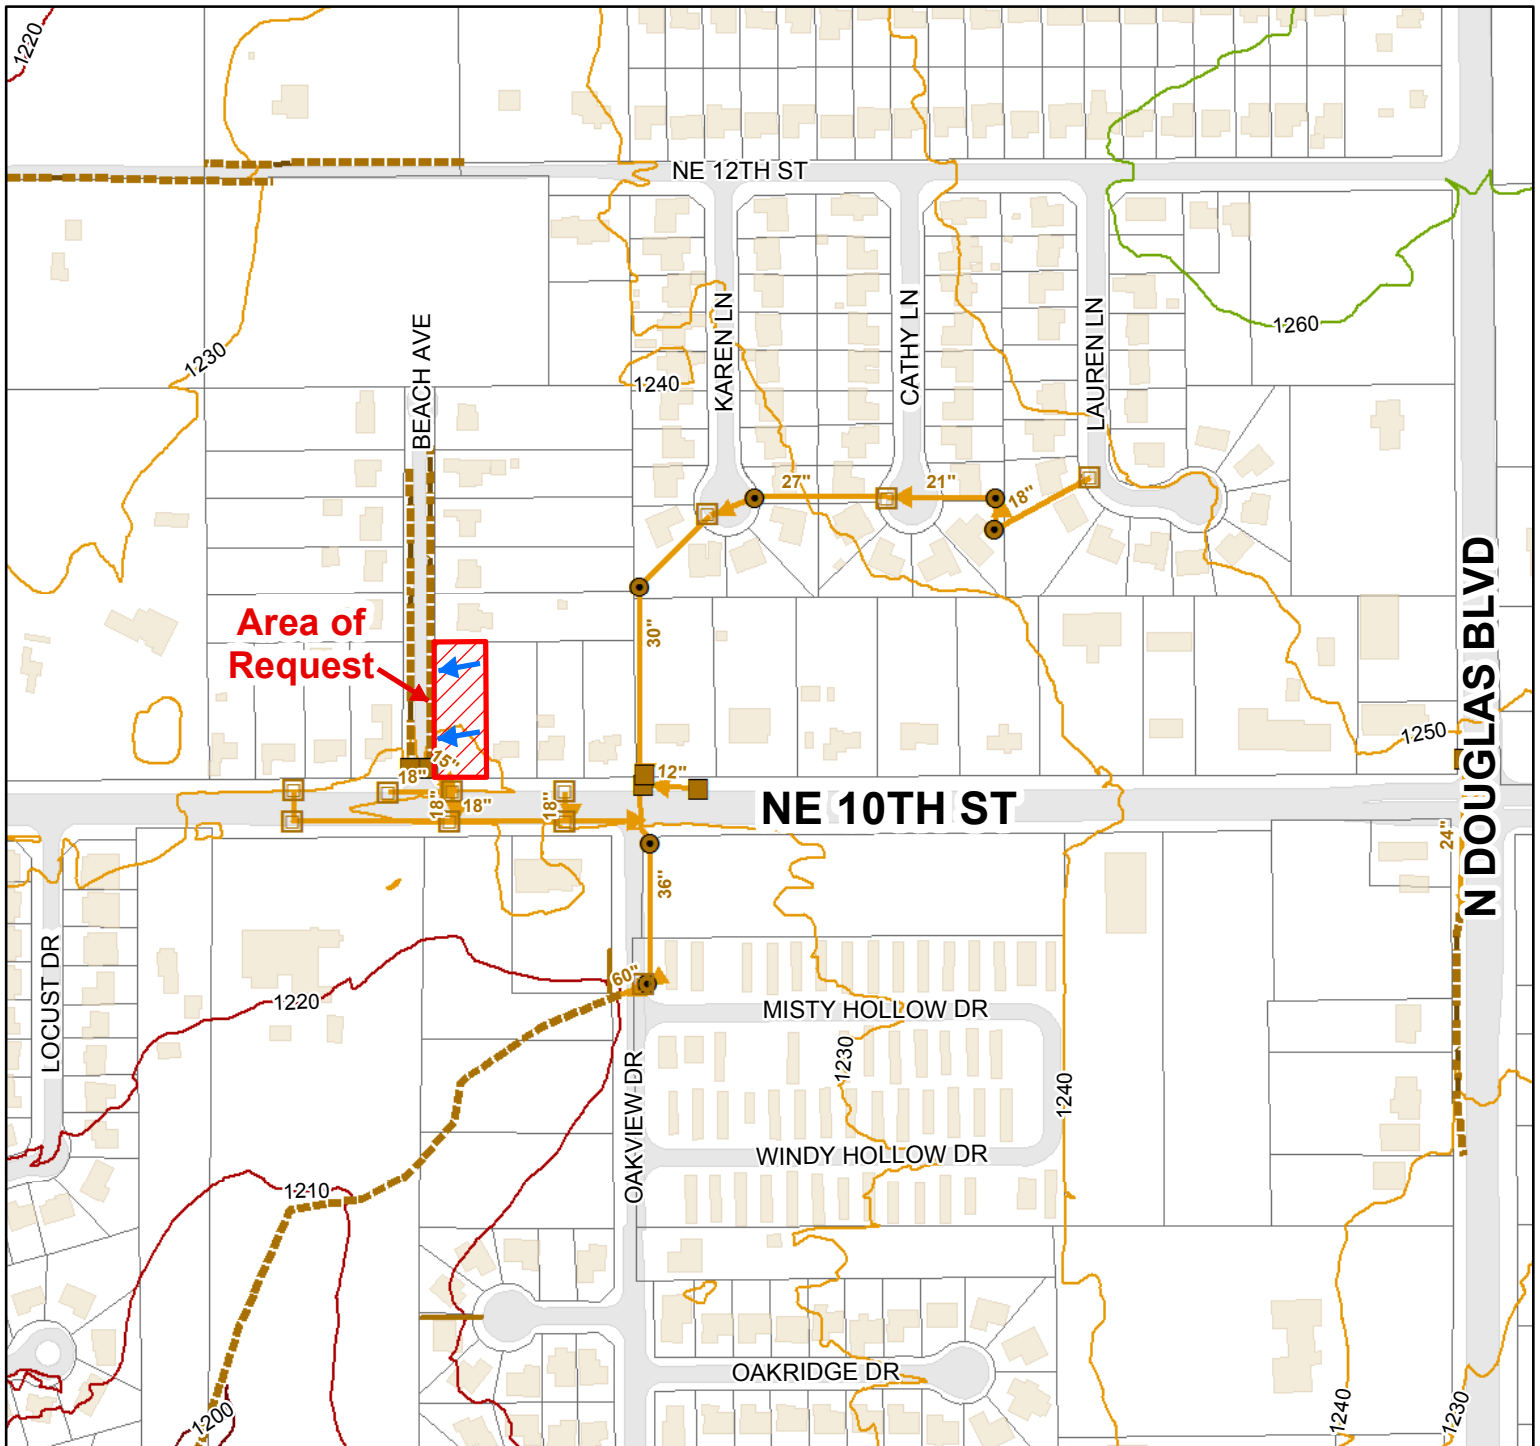 1220
NE 12TH ST
BEACH AVE
KAREN LN
CATHY LN
LAUREN LN
1260
1230
1240
27"
21"
18"
N DOUGLAS BLVD
Area of
Request
30"
1250
15"
18"
12"
18"
18"
18"
NE 10TH ST
24"
36"
LOCUST DR
60"
1220
MISTY HOLLOW DR
1230
OAKVIEW DR
1240
WINDY HOLLOW DR
1210
OAKRIDGE DR
1200
1240
1230